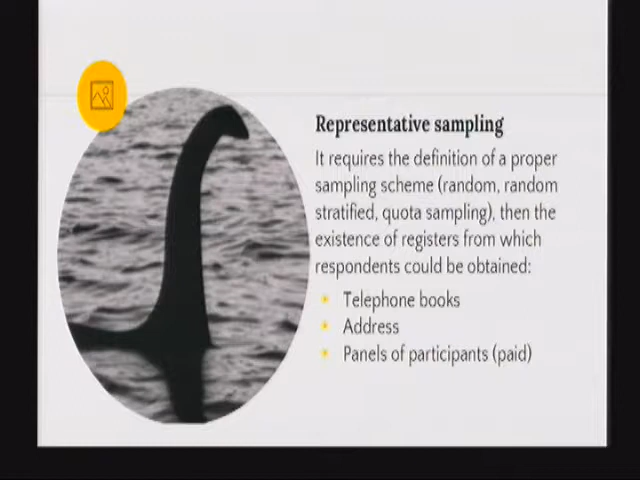 Representative sampling
It requires the definition of a proper
sampling scheme (random, random
stratified, quota sampling), then the
existence of registers from which
respondents could be obtained:
Telephone books
Address
Panels of participants (paid)